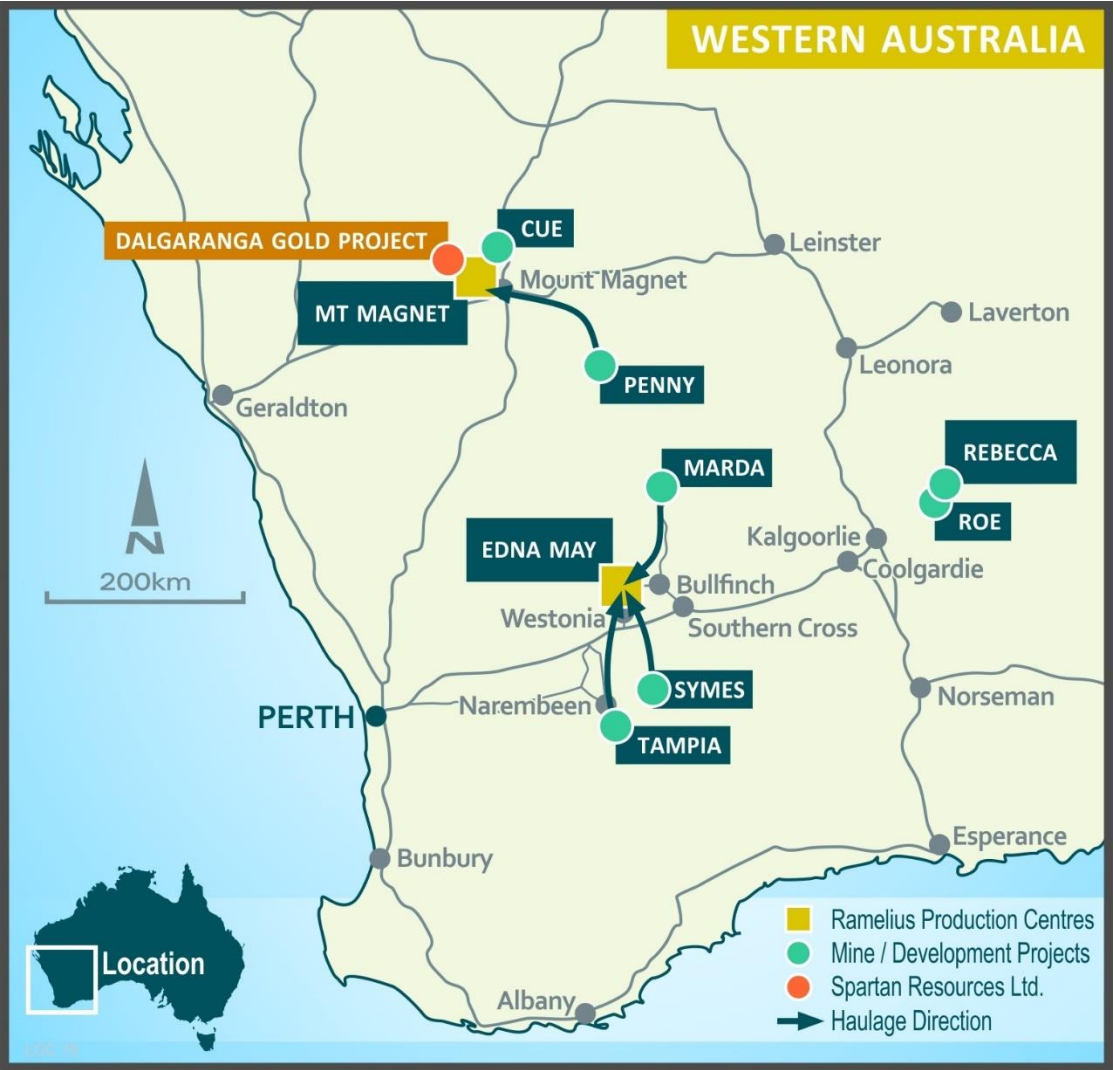 WESTERN AUSTRALIA
CUE
DALGARANGA GOLD PROJECT
Leinster
Mount Magnet
MT MAGNET
Laverton
Leonora
PENNY
Geraldton
REBECCA
MARDA
ROE
Kalgoorlie
EDNA MAY
Coolgardie
N
200km
Bullfinch
Westonia
Southern Cross
SYMES
Norseman
Narembeen
PERTH
TAMPIA
Esperance
Bunbury
Ramelius Production Centres
Mine / Development Projects
Location
Spartan Resources Ltd.
Albany
Haulage Direction